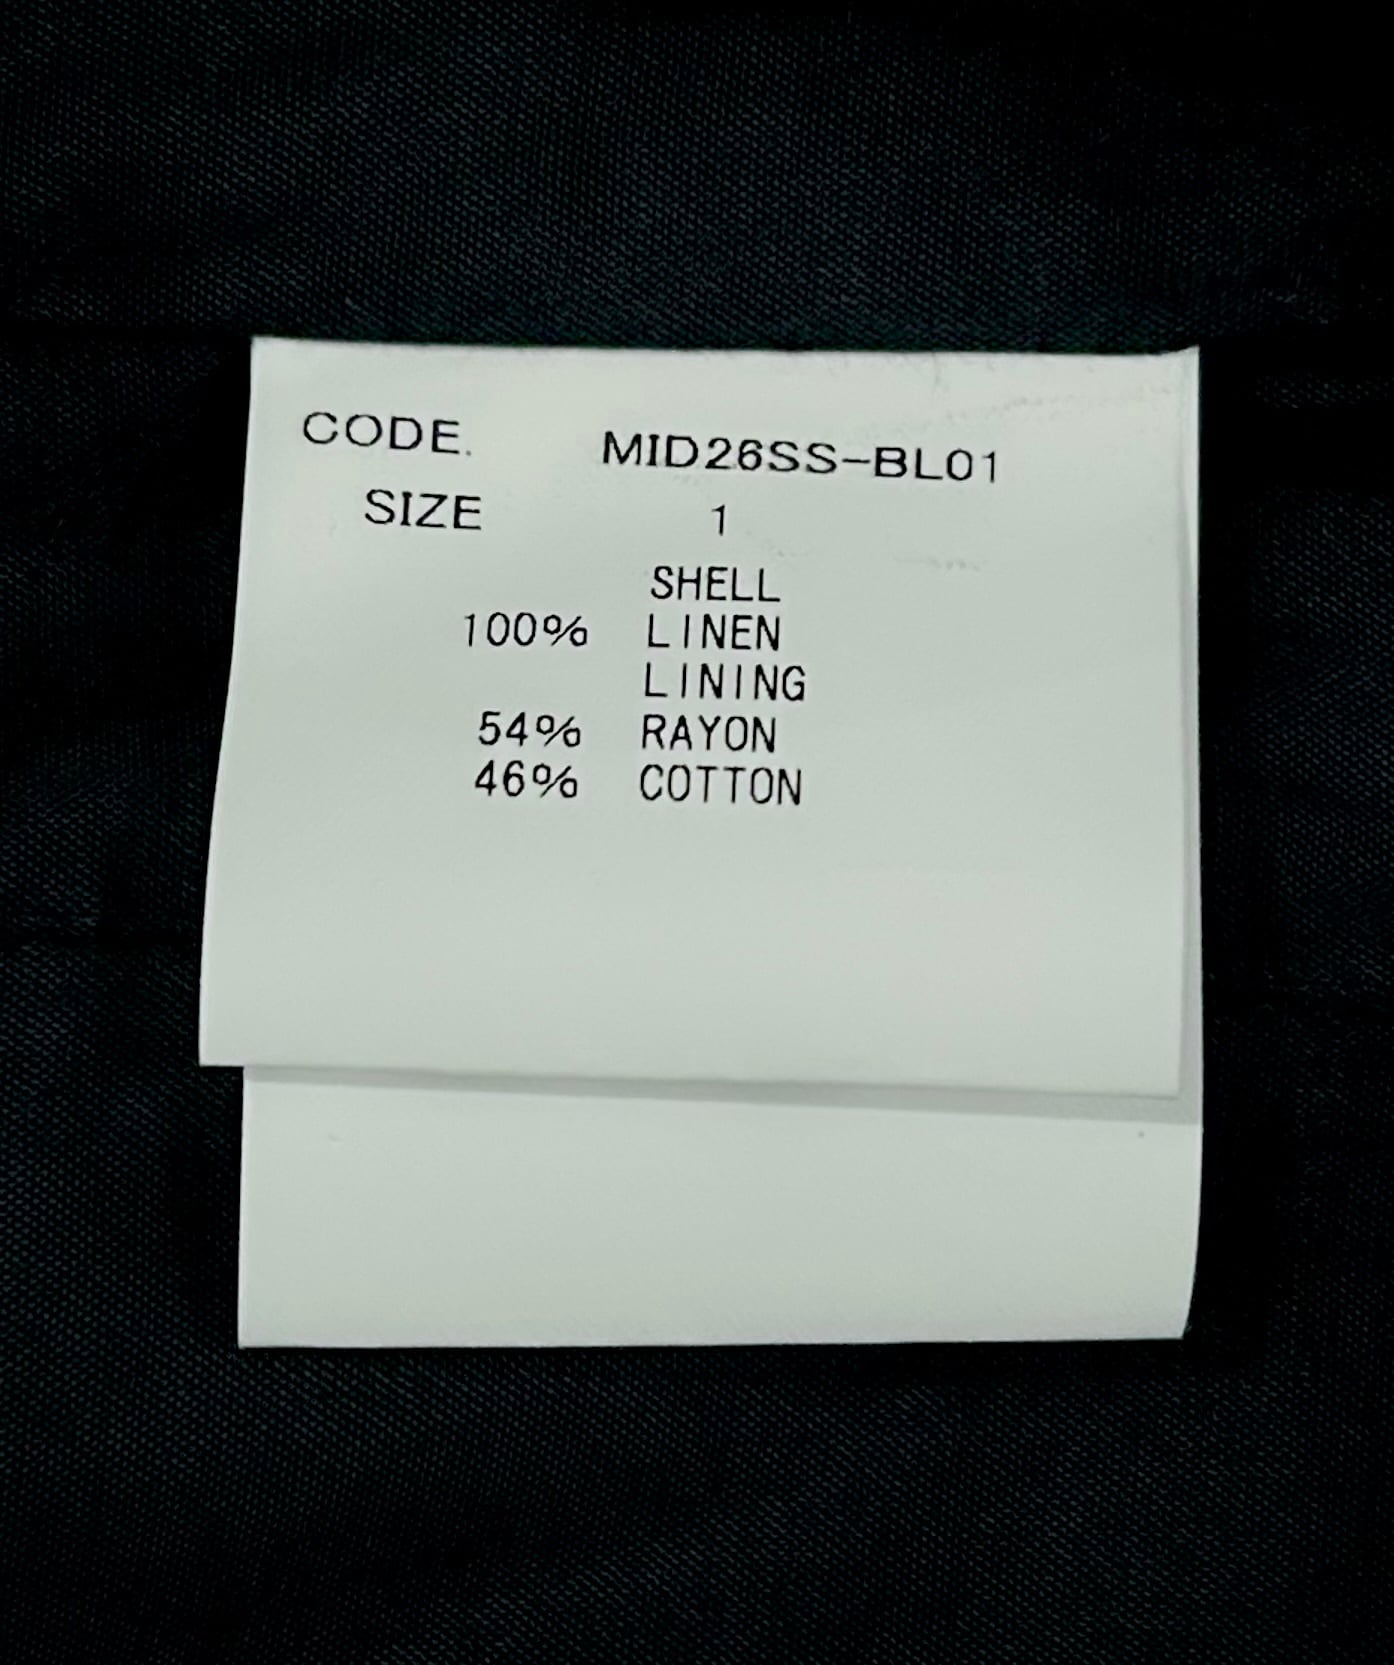 CODE. MID26SS-BL01
SIZE 1
SHELL
100% LINEN
LINING
54% RAYON
46% COTTON